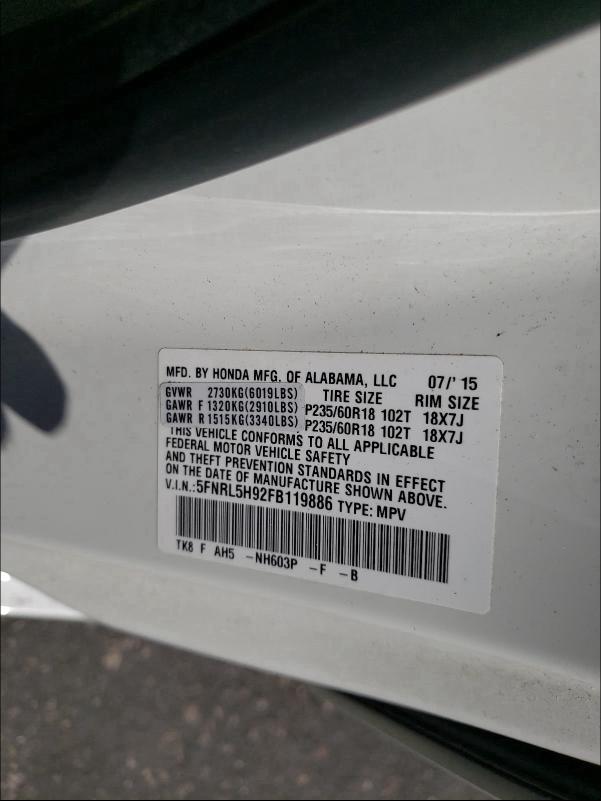 MFD. BY HONDA MFG. OF ALABAMA, LLC 07/'15
GVWR 2730KG(6019LBS) TIRE SIZE RIM SIZE
GAWR F 1320KG(2910LBS) P235/60R18 102T 18X7J
GAWR R 1515KG(3340LBS) P235/60R18 102T 18X7J
THIS VEHICLE CONFORMS TO ALL APPLICABLE
FEDERAL MOTOR VEHICLE SAFETY
AND THEFT PREVENTION STANDARDS IN EFFECT
ON THE DATE OF MANUFACTURE SHOWN ABOVE.
V.I.N.:5FNRL5H92FB119886 TYPE: MPV
TK8 F AH5 -NH603P -F -B